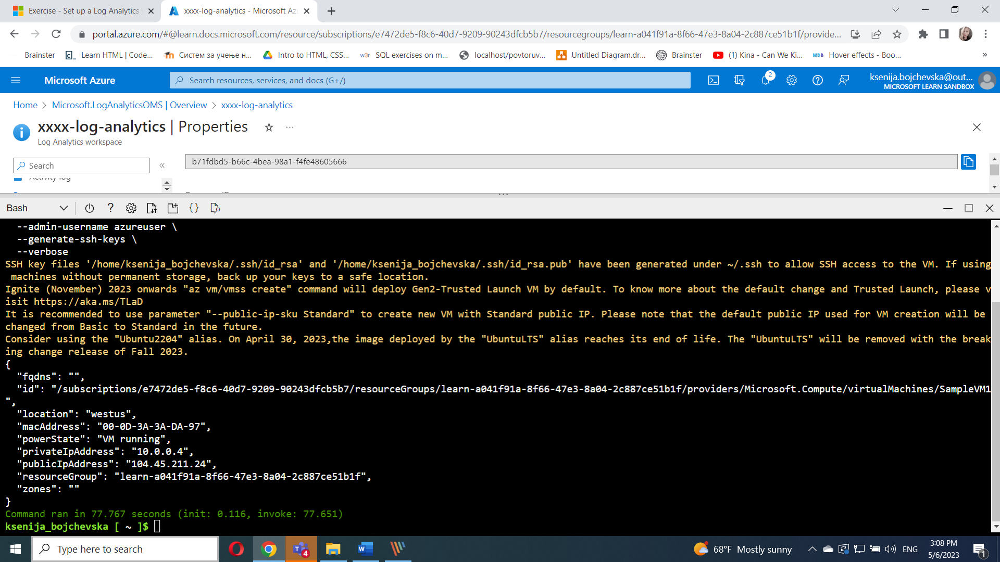 Exercise - Set up a Log Analytics
xxxx-log-analytics - Microsoft Az
portal.azure.com/#@learn.docs.microsoft.com/resource/subscriptions/e7472de5-f8c6-40d7-9209-90243dfcb5b7/resourcegroups/learn-a041f91a-8f66-47e3-8a04-2c887ce51b1f/provide...
Brainster
Learn HTML | Code...
Систем за учење н...
Intro to HTML, CSS...
SQL exercises on m...
localhost/povtoruv...
Untitled Diagram.dr...
Brainster
(1) Kina - Can We Ki...
Hover effects - Boo...
»
Microsoft Azure
Search resources, services, and docs (G+/)
2
ksenija.bojchevska@out...
MICROSOFT LEARN SANDBOX
Home > Microsoft.LogAnalyticsOMS | Overview > xxxx-log-analytics
xxxx-log-analytics | Properties
Log Analytics workspace
Search
«
b71fdbd5-b66c-4bea-98a1-f4fe48605666
Activity log
Bash
--admin-username azureuser \
--generate-ssh-keys \
--verbose
SSH key files '/home/ksenija_bojchevska/.ssh/id_rsa' and '/home/ksenija_bojchevska/.ssh/id_rsa.pub' have been generated under ~/.ssh to allow SSH access to the VM. If using
machines without permanent storage, back up your keys to a safe location.
Ignite (November) 2023 onwards "az vm/vmss create" command will deploy Gen2-Trusted Launch VM by default. To know more about the default change and Trusted Launch, please v
isit https://aka.ms/TLaD
It is recommended to use parameter "--public-ip-sku Standard" to create new VM with Standard public IP. Please note that the default public IP used for VM creation will be
changed from Basic to Standard in the future.
Consider using the "Ubuntu2204" alias. On April 30, 2023,the image deployed by the "UbuntuLTS" alias reaches its end of life. The "UbuntuLTS" will be removed with the break
ing change release of Fall 2023.
{
"fqdns": "",
"id": "/subscriptions/e7472de5-f8c6-40d7-9209-90243dfcb5b7/resourceGroups/learn-a041f91a-8f66-47e3-8a04-2c887ce51b1f/providers/Microsoft.Compute/virtualMachines/SampleVM1
",
"location": "westus",
"macAddress": "00-0D-3A-3A-DA-97",
"powerState": "VM running",
"privateIpAddress": "10.0.0.4",
"publicIpAddress": "104.45.211.24",
"resourceGroup": "learn-a041f91a-8f66-47e3-8a04-2c887ce51b1f",
"zones": ""
}
Command ran in 77.767 seconds (init: 0.116, invoke: 77.651)
ksenija_bojchevska [ ~ ]$
Type here to search
4
68°F Mostly sunny
ENG
3:08 PM
5/6/2023
1